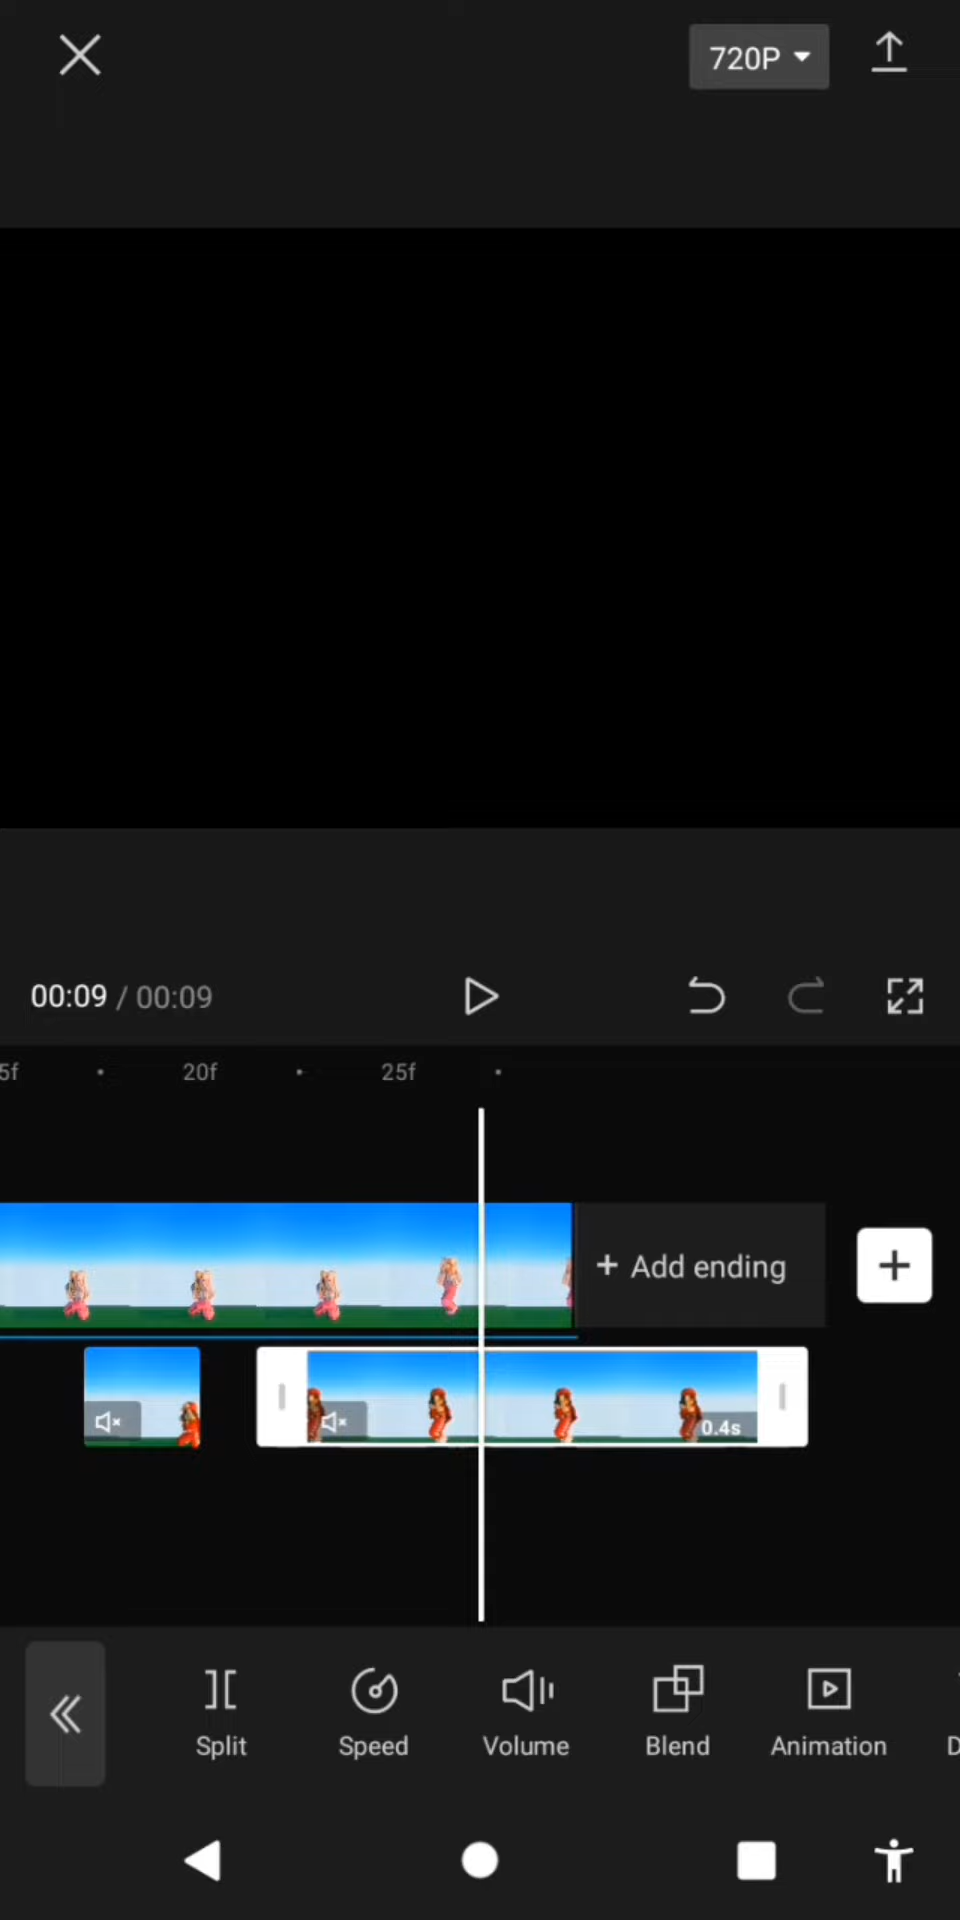 720P
00:09 / 00:09
5f 20f 25f
+ Add ending
0.4s
Split Speed Volume Blend Animation D